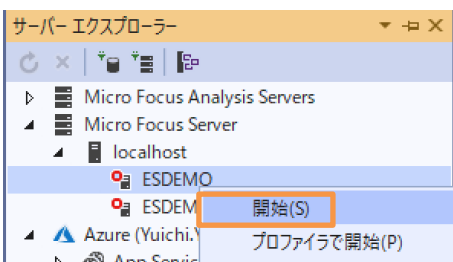 サーバー エクスプローラー
Micro Focus Analysis Servers
Micro Focus Server
localhost
ESDEMO
ESDEM
開始(S)
Azure (Yuichi.
プロファイラで開始(P)
App Servic